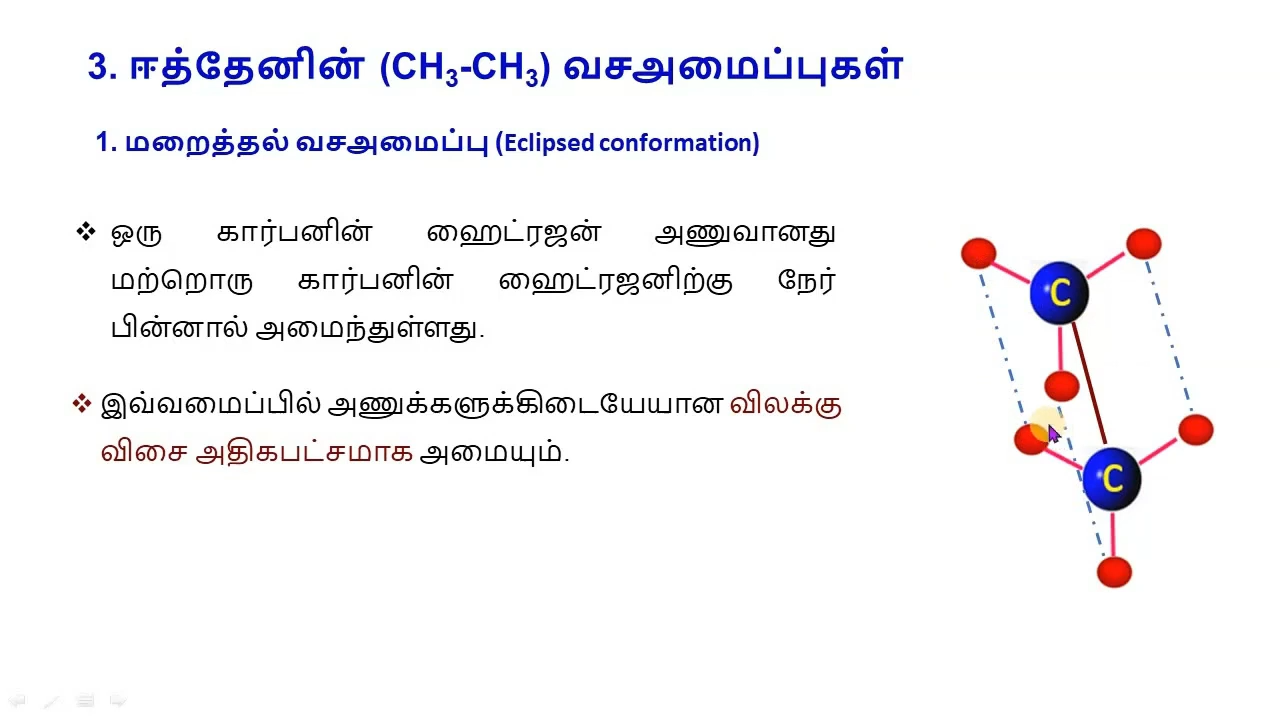 3. ஈத்தேனின் (CH₃-CH₃) வசஅமைப்புகள்
1. மறைத்தல் வசஅமைப்பு (Eclipsed conformation)
❖ ஒரு கார்பனின் ஹைட்ரஜன் அணுவானது
மற்றொரு கார்பனின் ஹைட்ரஜனிற்கு நேர்
பின்னால் அமைந்துள்ளது.
❖ இவ்வமைப்பில் அணுக்களுக்கிடையேயான விலக்கு
விசை அதிகபட்சமாக அமையும்.
C
C